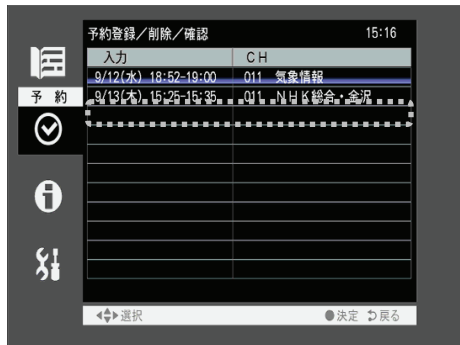 予約登録／削除／確認 15:16
入力 CH
9/12(水) 18:52-19:00 011 気象情報
予約
9/13(木) 15:25-15:35 011 NHK総合・金沢
選択 決定 戻る